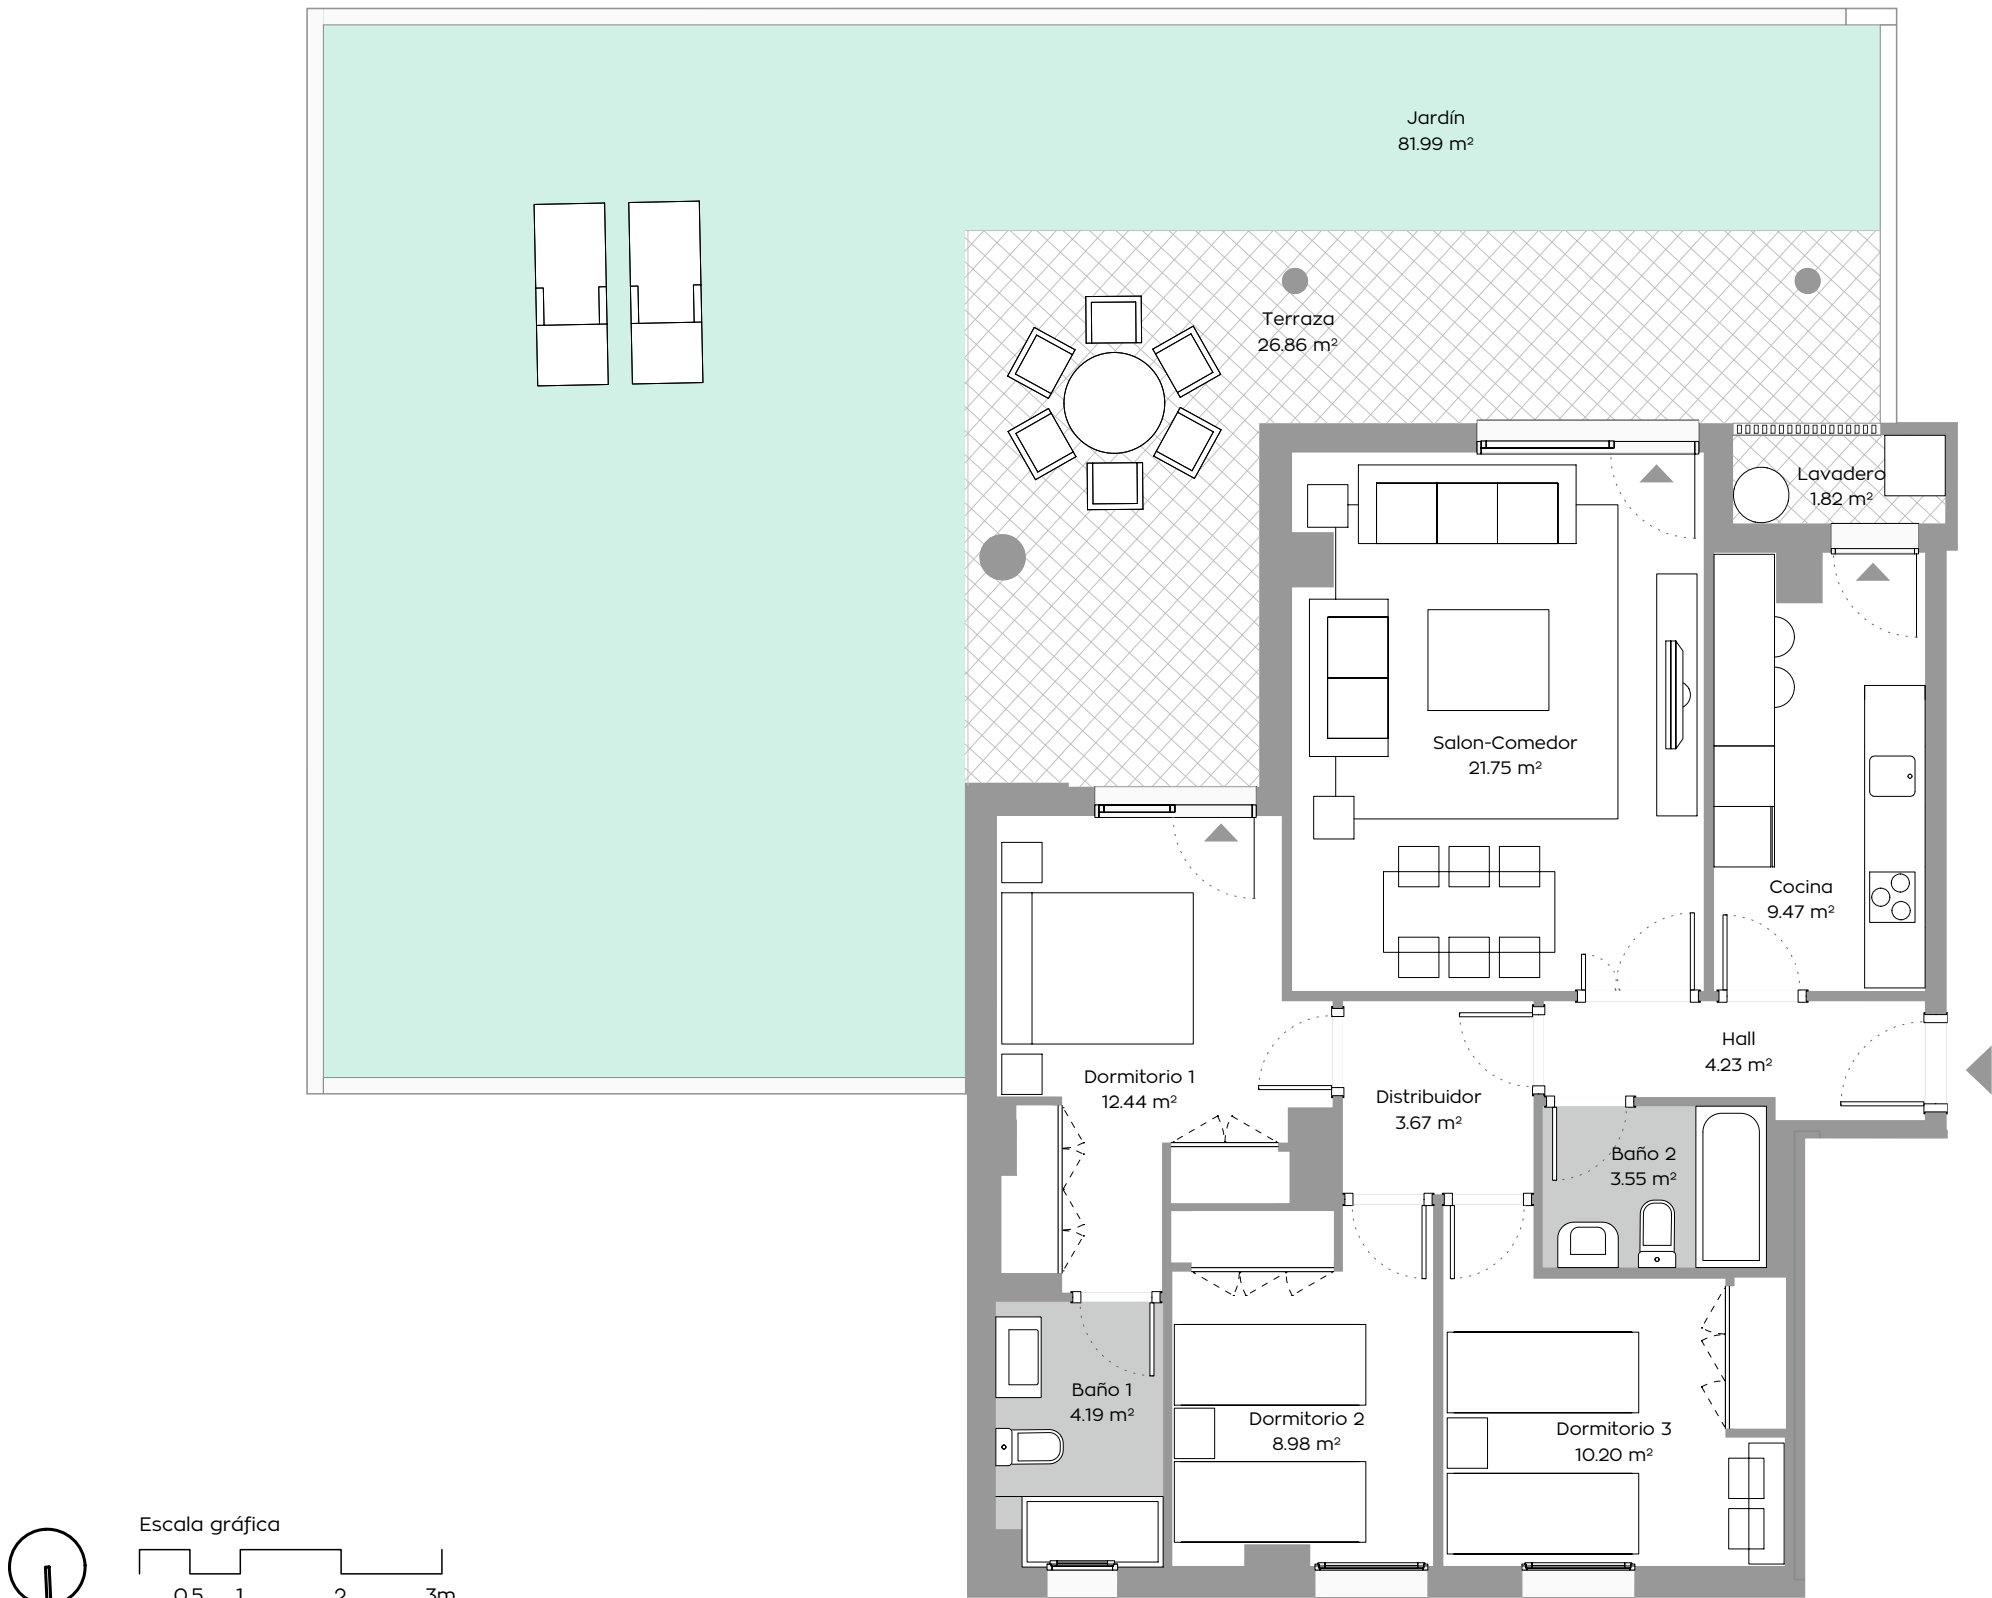 Jardín
81.99 m²
Terraza
26.86 m²
Lavadero
1.82 m²
Salon-Comedor
21.75 m²
Cocina
9.47 m²
Hall
4.23 m²
Dormitorio 1
12.44 m²
Distribuidor
3.67 m²
Baño 2
3.55 m²
Baño 1
4.19 m²
Dormitorio 2
8.98 m²
Dormitorio 3
10.20 m²
Escala gráfica
0.5 1 2 3m